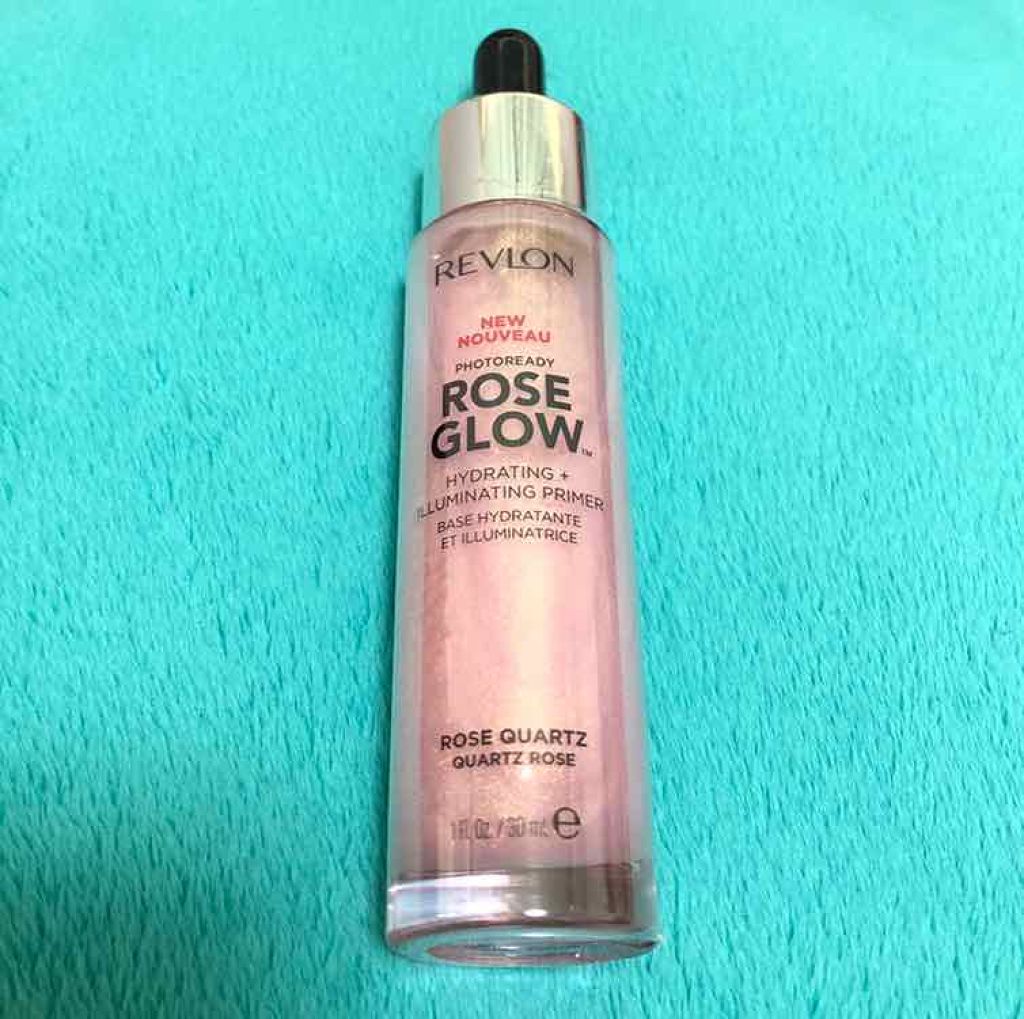 REVLON
NEW
NOUVEAU
PHOTOREADY
ROSE
GLOW™
HYDRATING +
ILLUMINATING PRIMER
BASE HYDRATANTE
ET ILLUMINATRICE
ROSE QUARTZ
QUARTZ ROSE
1 Fl. Oz. / 30 mL e